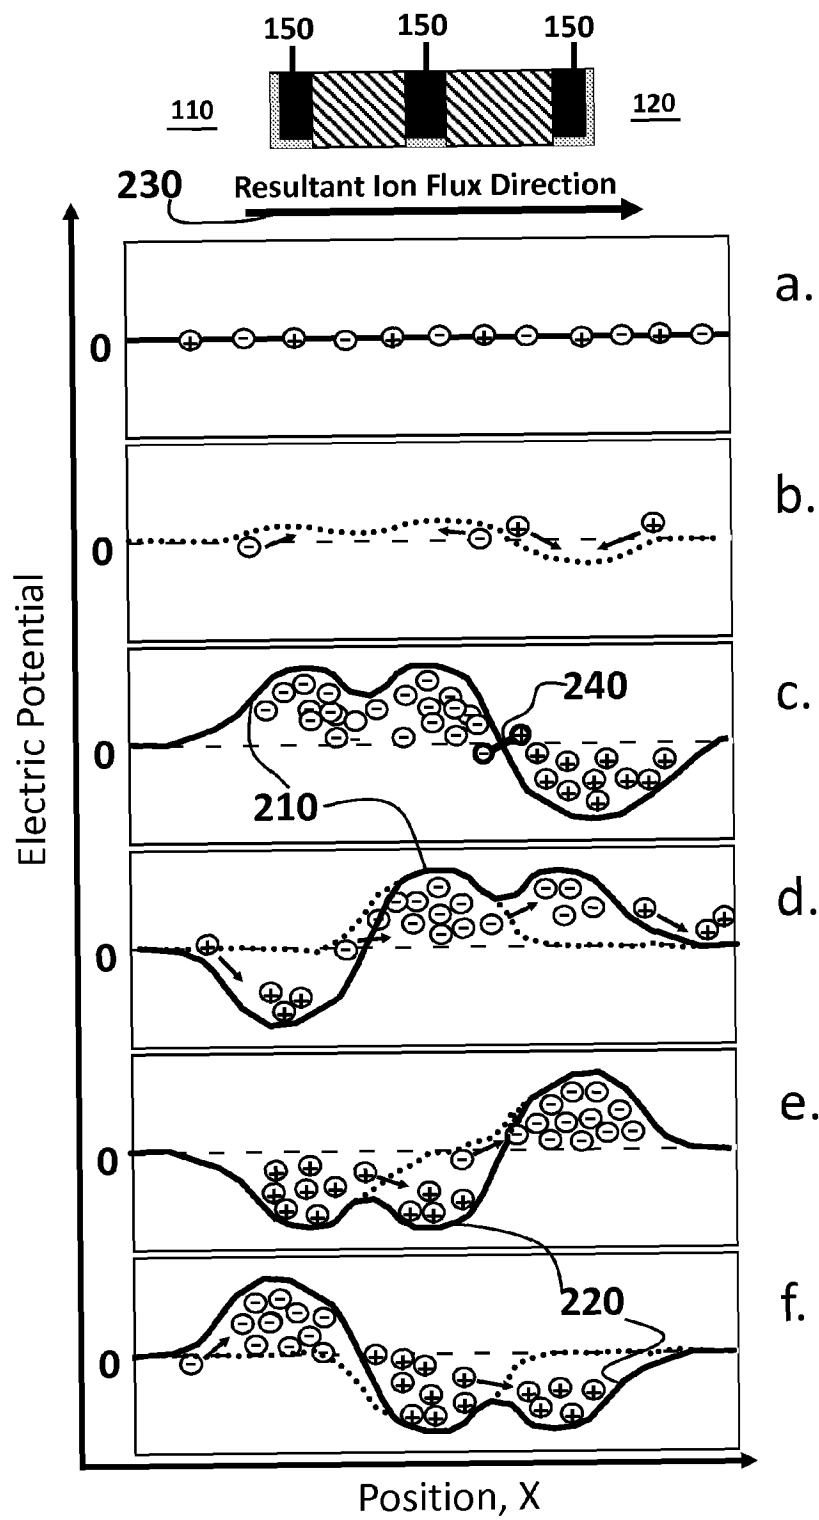 150 150 150
110 120
230 Resultant Ion Flux Direction
a.
0
b.
0
c.
240
0
210
d.
0
e.
0
220
f.
0
Electric Potential
Position, X